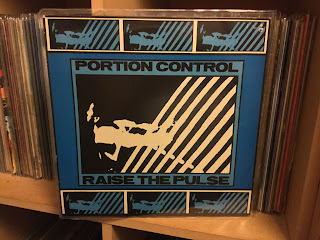 PORTION CONTROL
RAISE THE PULSE